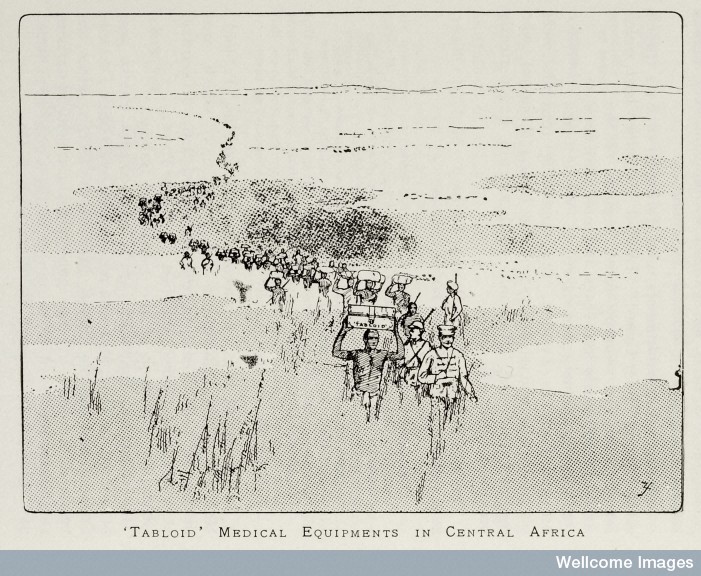 TABLOID
'TABLOID' MEDICAL EQUIPMENTS IN CENTRAL AFRICA
Wellcome Images